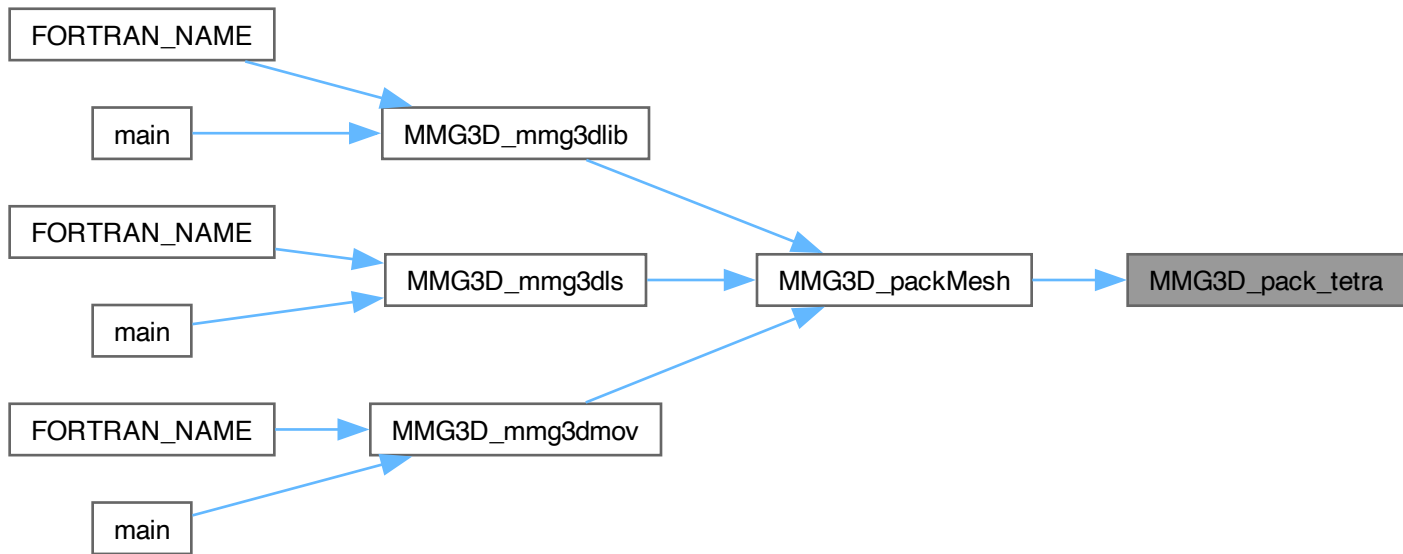 FORTRAN_NAME
main
MMG3D_mmg3dlib
FORTRAN_NAME
main
MMG3D_mmg3dls
MMG3D_packMesh
MMG3D_pack_tetra
FORTRAN_NAME
main
MMG3D_mmg3dmov